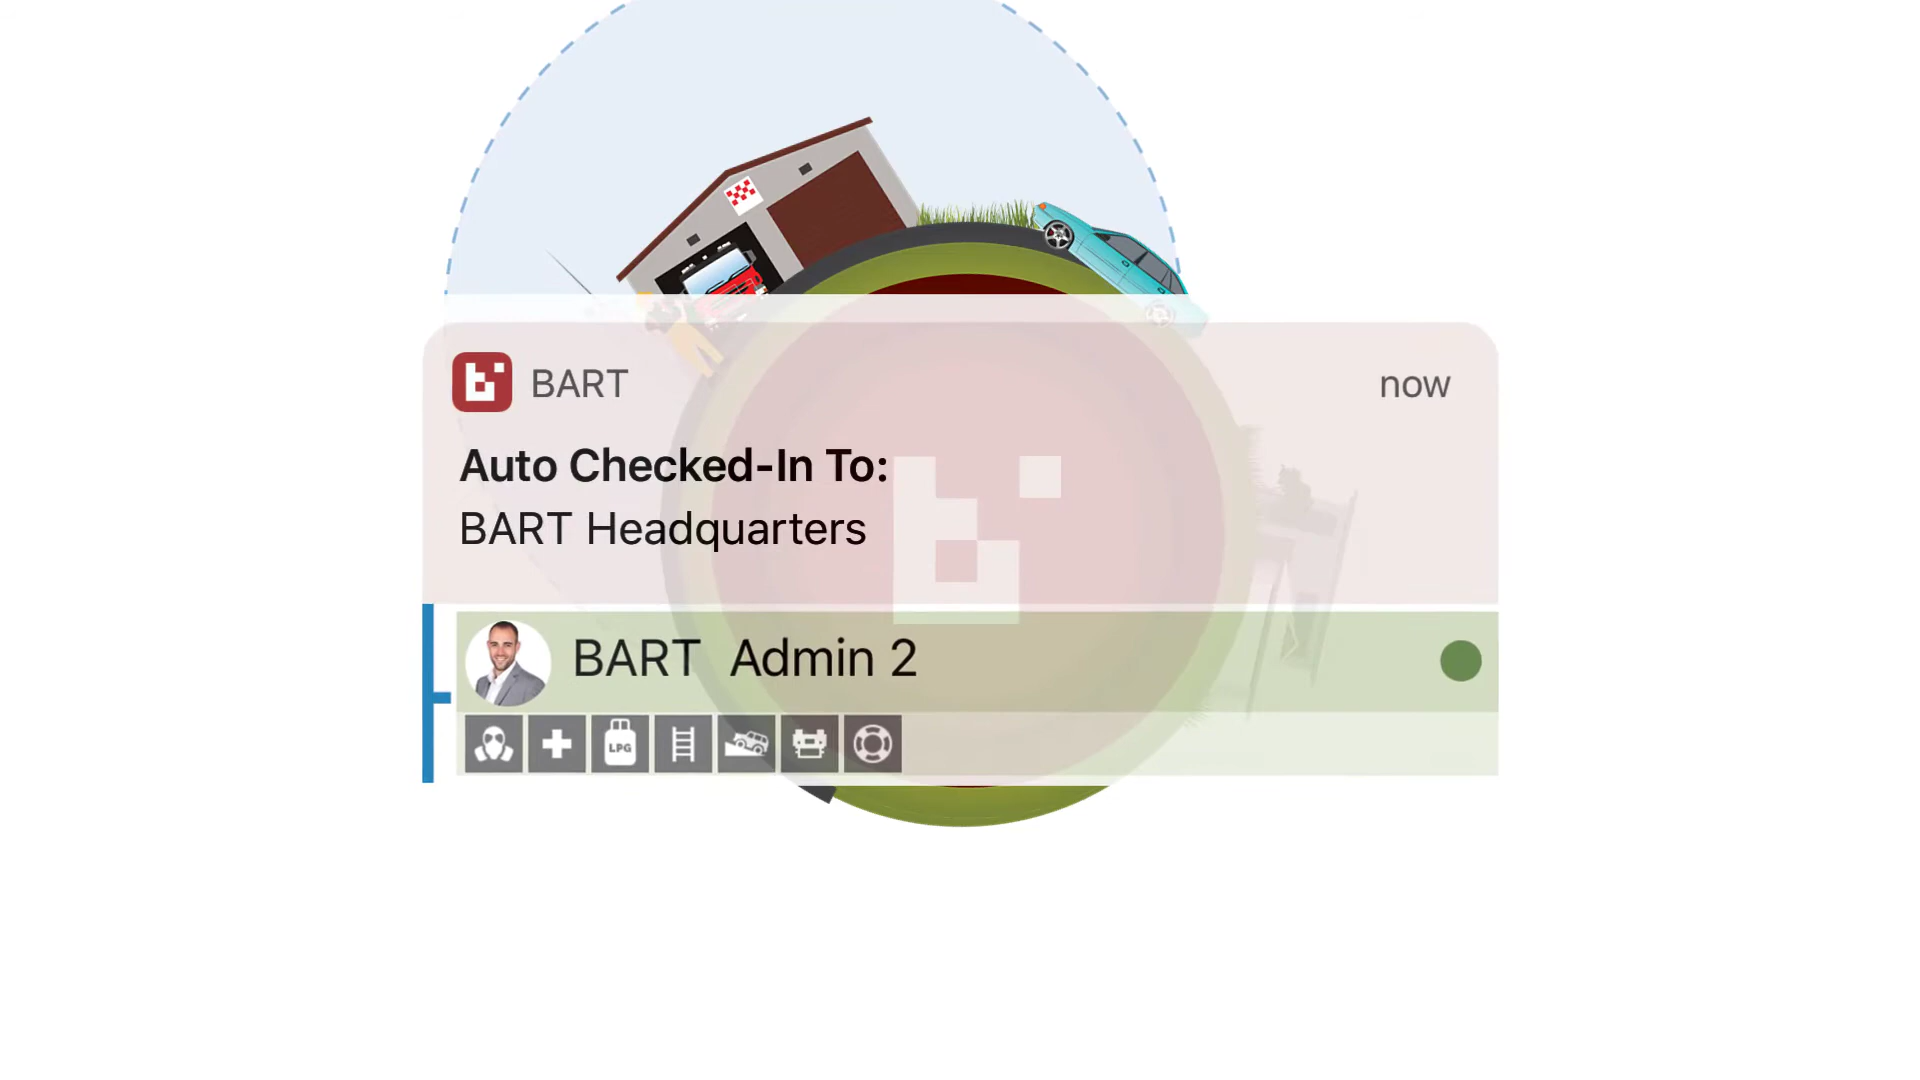 BART now
Auto Checked-In To:
BART Headquarters
BART Admin 2
LPG